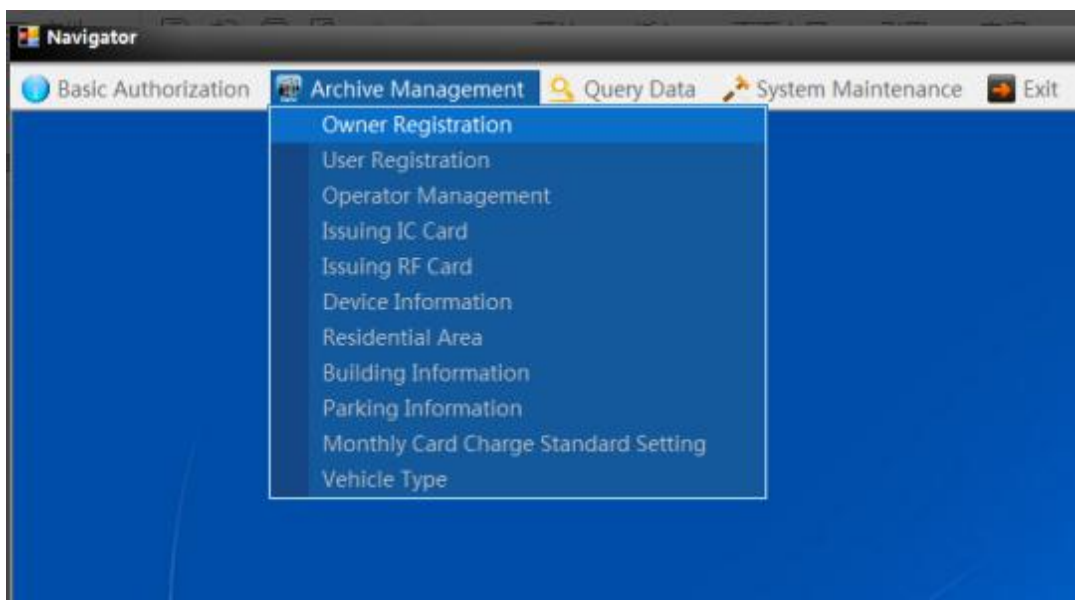 Navigator
Basic Authorization Archive Management Query Data System Maintenance Exit
Owner Registration
User Registration
Operator Management
Issuing IC Card
Issuing RF Card
Device Information
Residential Area
Building Information
Parking Information
Monthly Card Charge Standard Setting
Vehicle Type